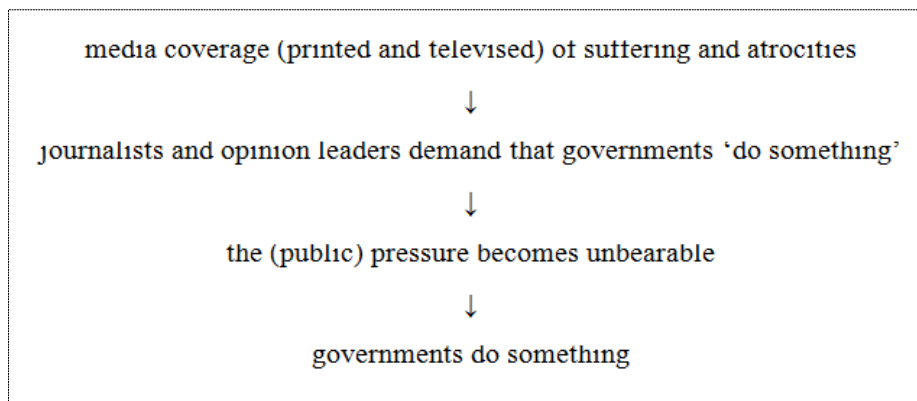 media coverage (printed and televised) of suffering and atrocities
↓
journalists and opinion leaders demand that governments ‘do something’
↓
the (public) pressure becomes unbearable
↓
governments do something